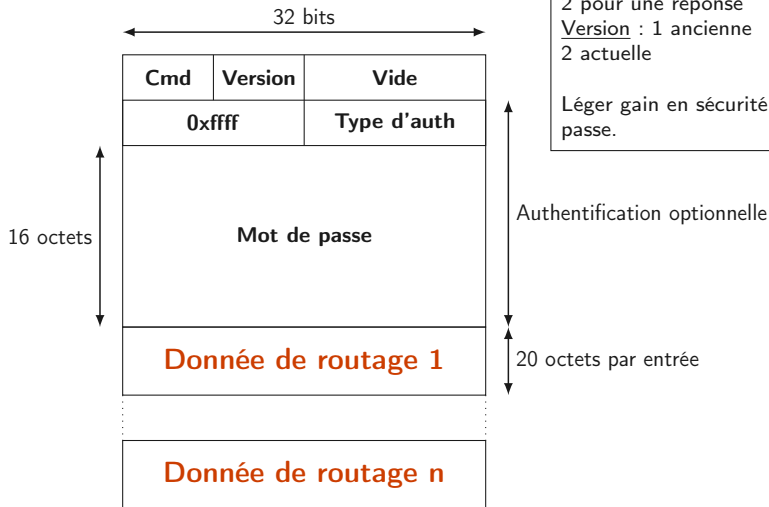 32 bits
2 pour une réponse
Version : 1 ancienne
2 actuelle
Léger gain en sécurité
passe.
Cmd Version Vide
0xffff Type d'auth
16 octets
Mot de passe
Authentification optionnelle
Donnée de routage 1
20 octets par entrée
Donnée de routage n